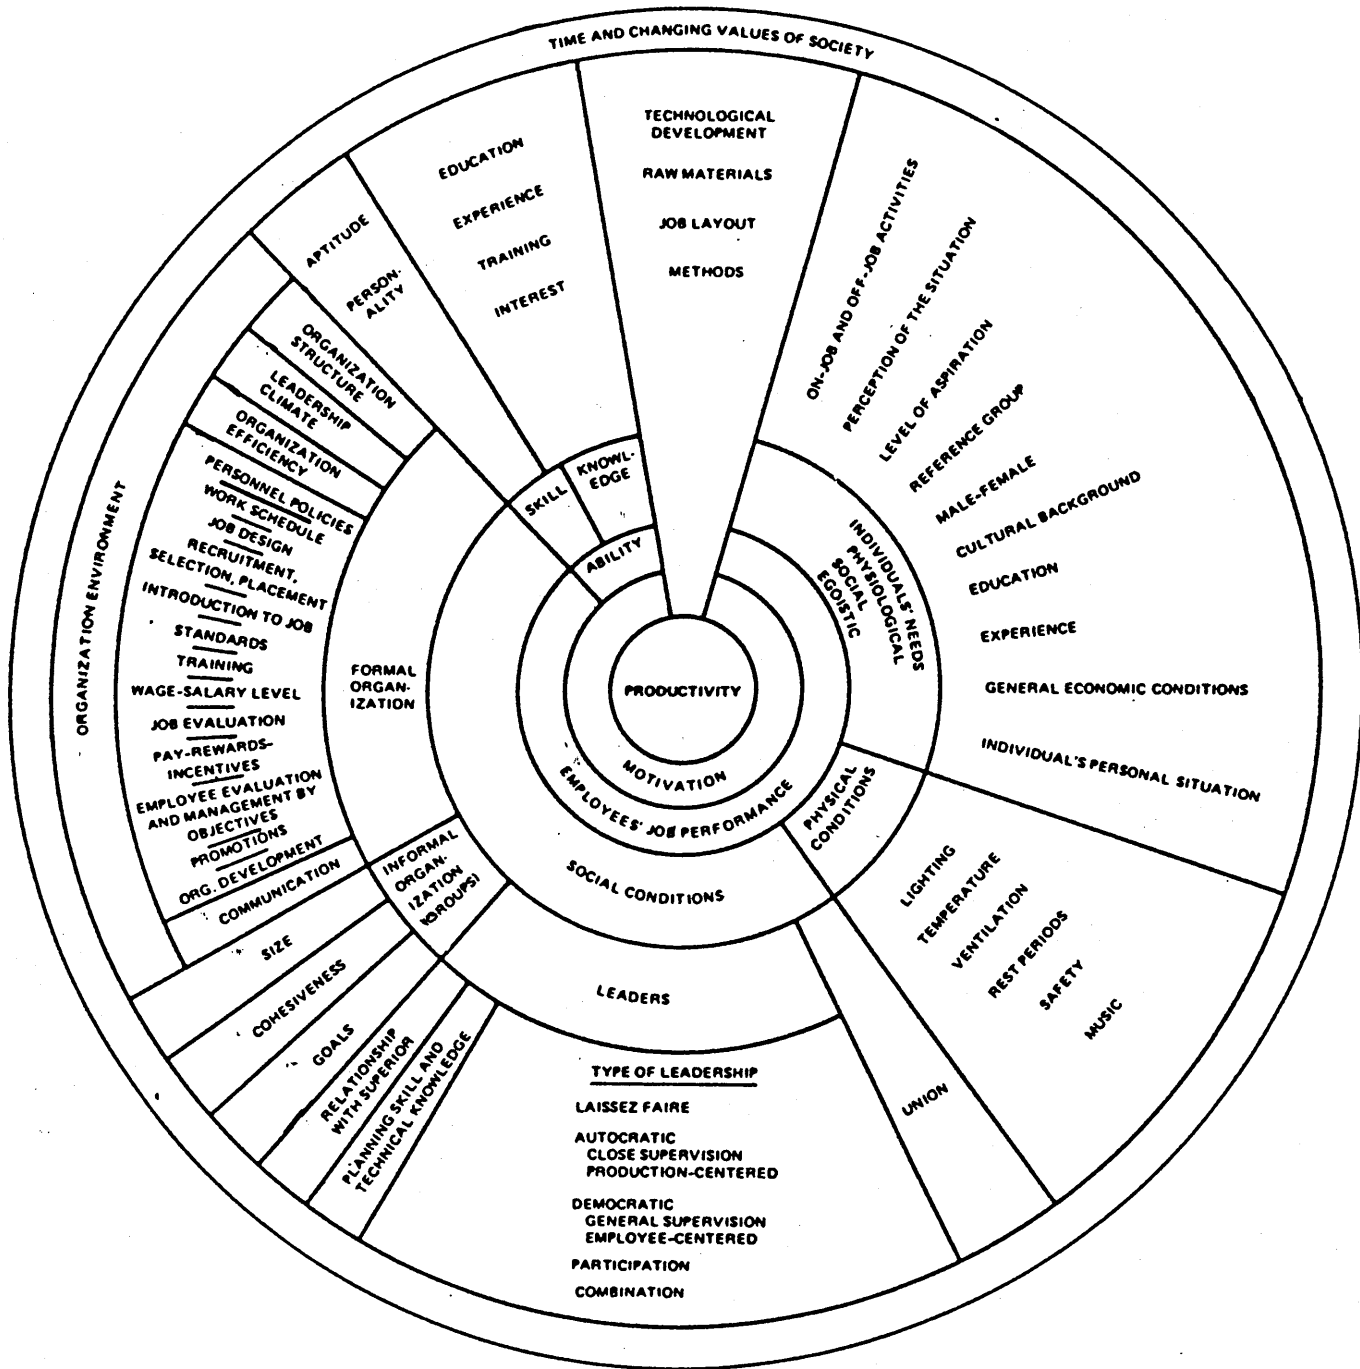 TIME AND CHANGING VALUES OF SOCIETY
TECHNOLOGICAL
DEVELOPMENT
RAW MATERIALS
JOB LAYOUT
METHODS
EDUCATION
EXPERIENCE
TRAINING
INTEREST
APTITUDE
PERSON-
ALITY
KNOWL-
EDGE
SKILL
ABILITY
ON-JOB AND OFF-JOB ACTIVITIES
PERCEPTION OF THE SITUATION
LEVEL OF ASPIRATION
REFERENCE GROUP
MALE-FEMALE
CULTURAL BACKGROUND
EDUCATION
EXPERIENCE
GENERAL ECONOMIC CONDITIONS
INDIVIDUAL'S PERSONAL SITUATION
INDIVIDUALS' NEEDS
PHYSIOLOGICAL
SOCIAL
EGOISTIC
PRODUCTIVITY
MOTIVATION
EMPLOYEES' JOB PERFORMANCE
PHYSICAL
CONDITIONS
LIGHTING
TEMPERATURE
VENTILATION
REST PERIODS
SAFETY
MUSIC
SOCIAL CONDITIONS
UNION
LEADERS
TYPE OF LEADERSHIP
LAISSEZ FAIRE
AUTOCRATIC
CLOSE SUPERVISION
PRODUCTION-CENTERED
DEMOCRATIC
GENERAL SUPERVISION
EMPLOYEE-CENTERED
PARTICIPATION
COMBINATION
PLANNING SKILL AND
TECHNICAL KNOWLEDGE
RELATIONSHIP
WITH SUPERIOR
INFORMAL
ORGAN-
IZATION
(GROUPS)
GOALS
COHESIVENESS
SIZE
FORMAL
ORGAN-
IZATION
ORGANIZATION ENVIRONMENT
ORGANIZATION
STRUCTURE
LEADERSHIP
CLIMATE
ORGANIZATION
EFFICIENCY
PERSONNEL POLICIES
WORK SCHEDULE
JOB DESIGN
RECRUITMENT,
SELECTION, PLACEMENT
INTRODUCTION TO JOB
STANDARDS
TRAINING
WAGE-SALARY LEVEL
JOB EVALUATION
PAY-REWARDS-
INCENTIVES
EMPLOYEE EVALUATION
AND MANAGEMENT BY
OBJECTIVES
PROMOTIONS
ORG. DEVELOPMENT
COMMUNICATION